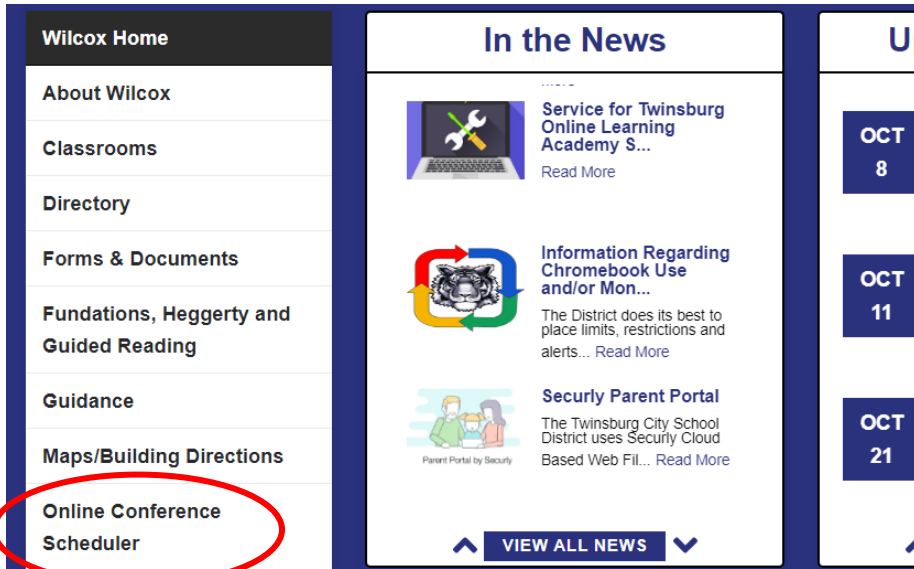 Wilcox Home
About Wilcox
Classrooms
Directory
Forms & Documents
Fundations, Heggerty and
Guided Reading
Guidance
Maps/Building Directions
Online Conference
Scheduler
In the News
Service for Twinsburg
Online Learning
Academy S...
Read More
Information Regarding
Chromebook Use
and/or Mon...
The District does its best to
place limits, restrictions and
alerts... Read More
Parent Portal by Securly
Securly Parent Portal
The Twinsburg City School
District uses Securly Cloud
Based Web Fil... Read More
VIEW ALL NEWS
OCT
8
OCT
11
OCT
21